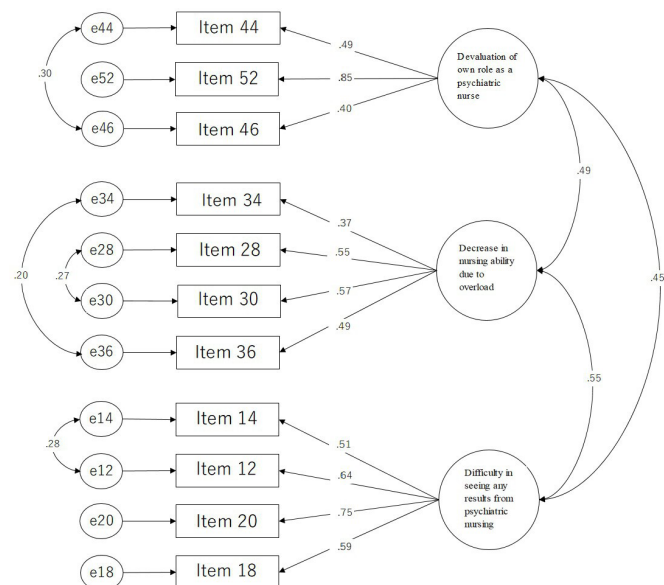 e44
Item 44
.49
Devaluation of
own role as a
psychiatric
nurse
.30
e52
Item 52
.85
e46
Item 46
.40
.49
e34
Item 34
.37
e28
Item 28
.55
Decrease in
nursing ability
due to
overload
.20
.27
e30
Item 30
.57
.45
e36
Item 36
.49
.55
e14
Item 14
.51
.28
e12
Item 12
.64
Difficulty in
seeing any
results from
psychiatric
nursing
e20
Item 20
.75
e18
Item 18
.59